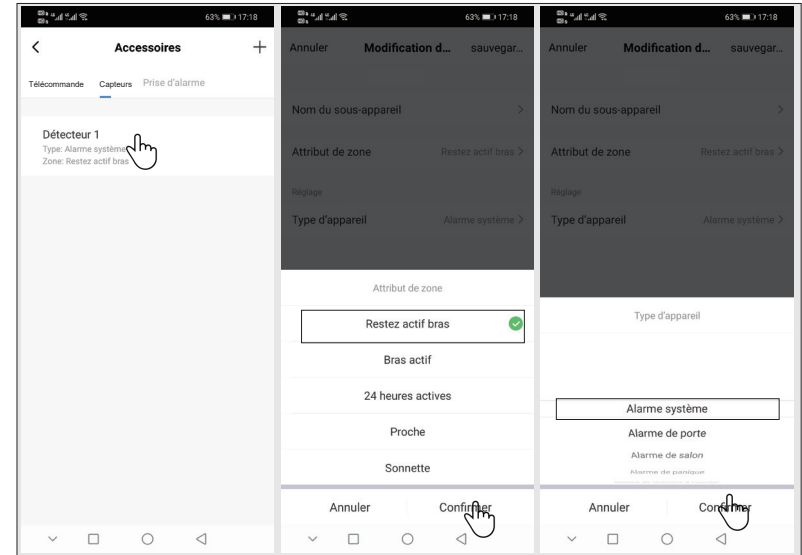 63% 17:18
Accessoires
Télécommande Capteurs Prise d'alarme
Détecteur 1
Type: Alarme système
Zone: Restez actif bras
63% 17:18
Annuler Modification d... sauvegar...
Nom du sous-appareil
Attribut de zone Restez actif bras
Réglage
Type d'appareil Alarme système
Attribut de zone
Restez actif bras
Bras actif
24 heures actives
Proche
Sonnette
Annuler Confirmer
63% 17:18
Annuler Modification d... sauvegar...
Nom du sous-appareil
Attribut de zone Restez actif bras
Réglage
Type d'appareil Alarme système
Type d'appareil
Alarme système
Alarme de porte
Alarme de salon
Alarme de panique
Annuler Confirmer